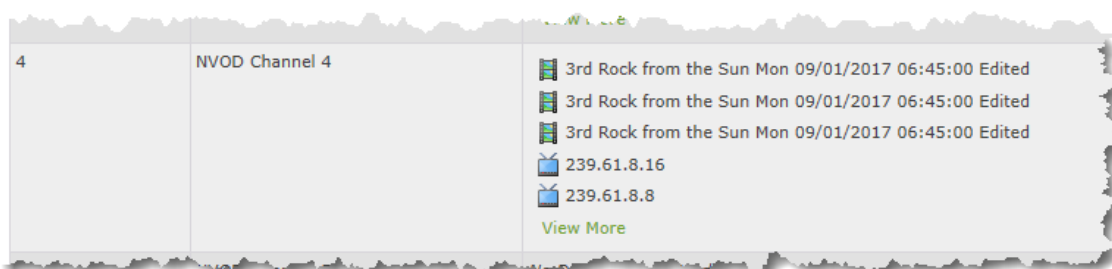 4
NVOD Channel 4
3rd Rock from the Sun Mon 09/01/2017 06:45:00 Edited
3rd Rock from the Sun Mon 09/01/2017 06:45:00 Edited
3rd Rock from the Sun Mon 09/01/2017 06:45:00 Edited
239.61.8.16
239.61.8.8
View More